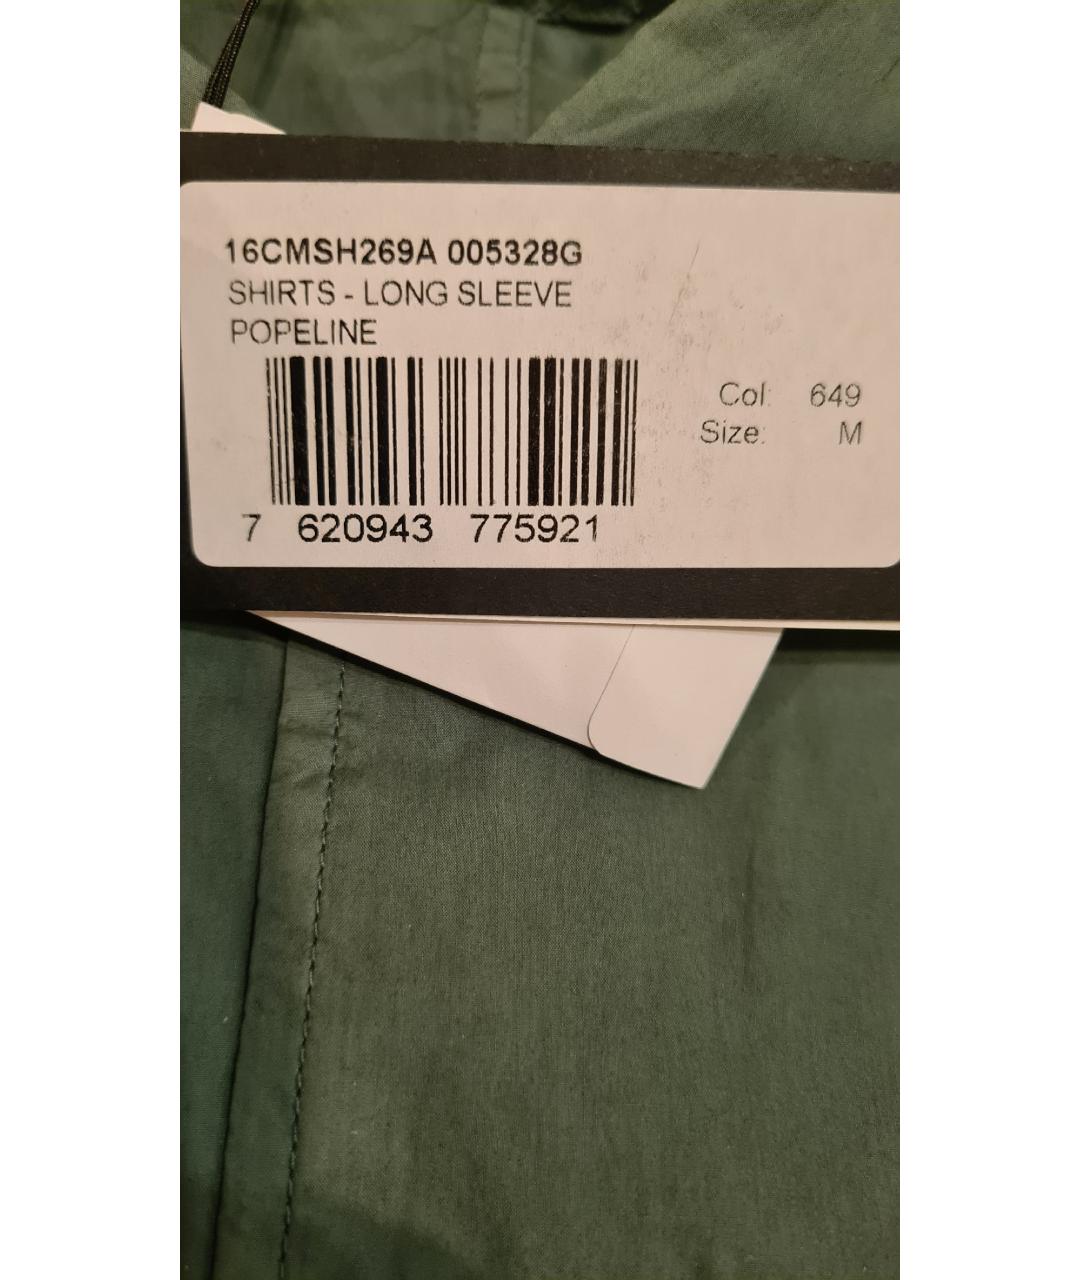 16CMSH269A 005328G
SHIRTS - LONG SLEEVE
POPELINE
Col: 649
Size: M
7 620943 775921